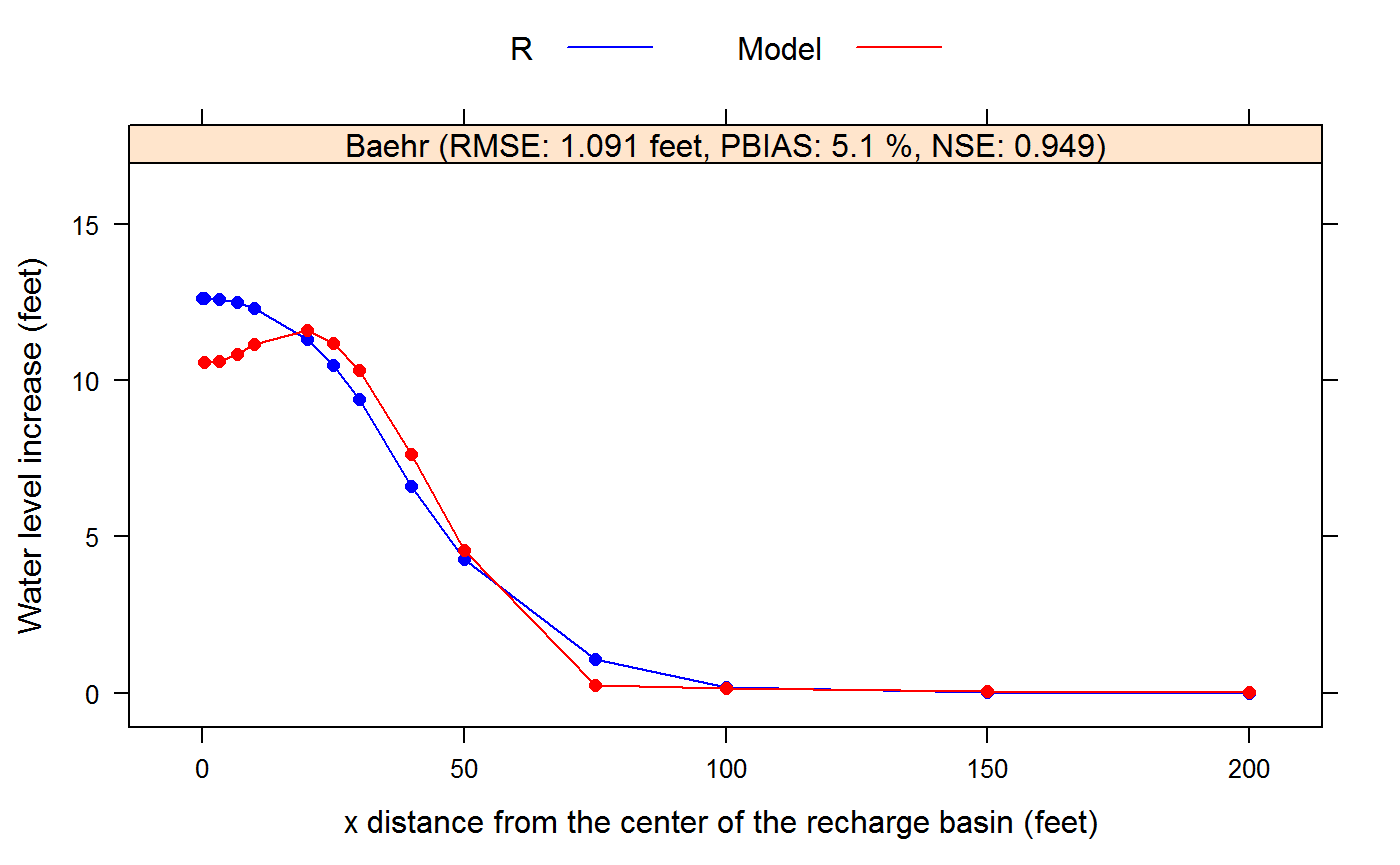 R Model
Baehr (RMSE: 1.091 feet, PBIAS: 5.1 %, NSE: 0.949)
Water level increase (feet)
15
10
5
0
0 50 100 150 200
x distance from the center of the recharge basin (feet)